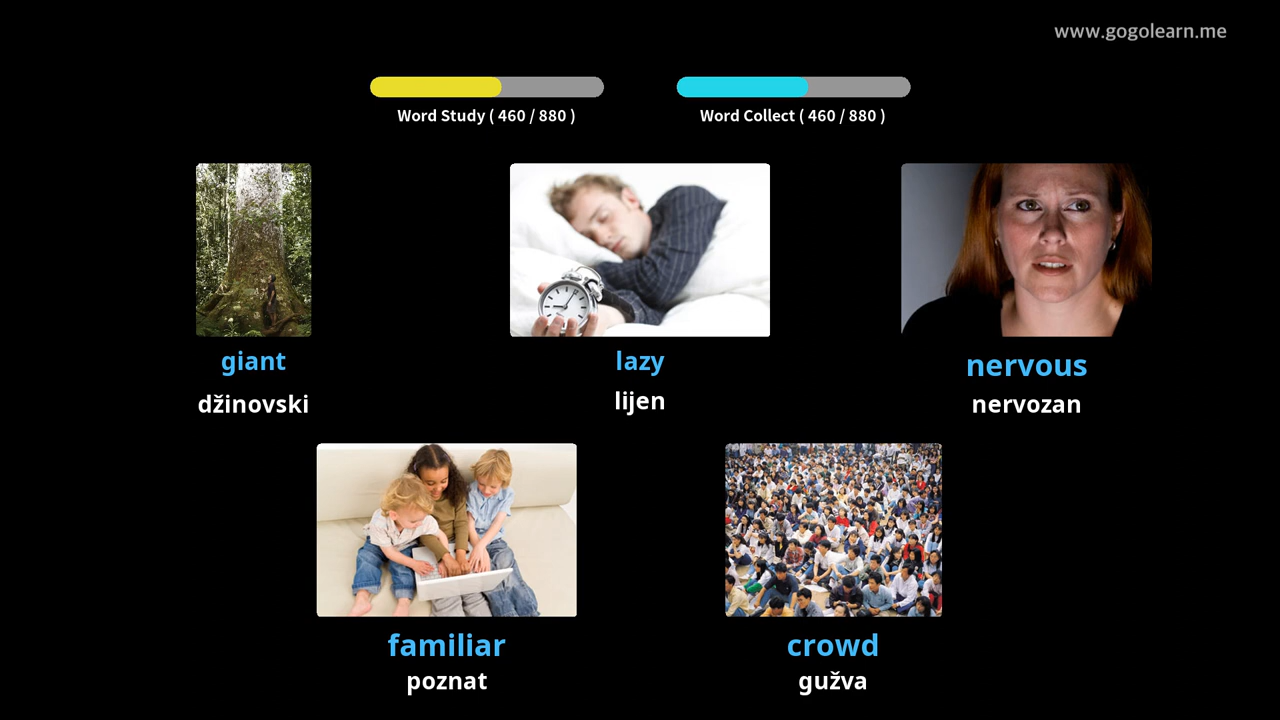 www.gogolearn.me
Word Study ( 460 / 880 )
Word Collect ( 460 / 880 )
giant
džinovski
lazy
lijen
nervous
nervozan
familiar
poznat
crowd
gužva